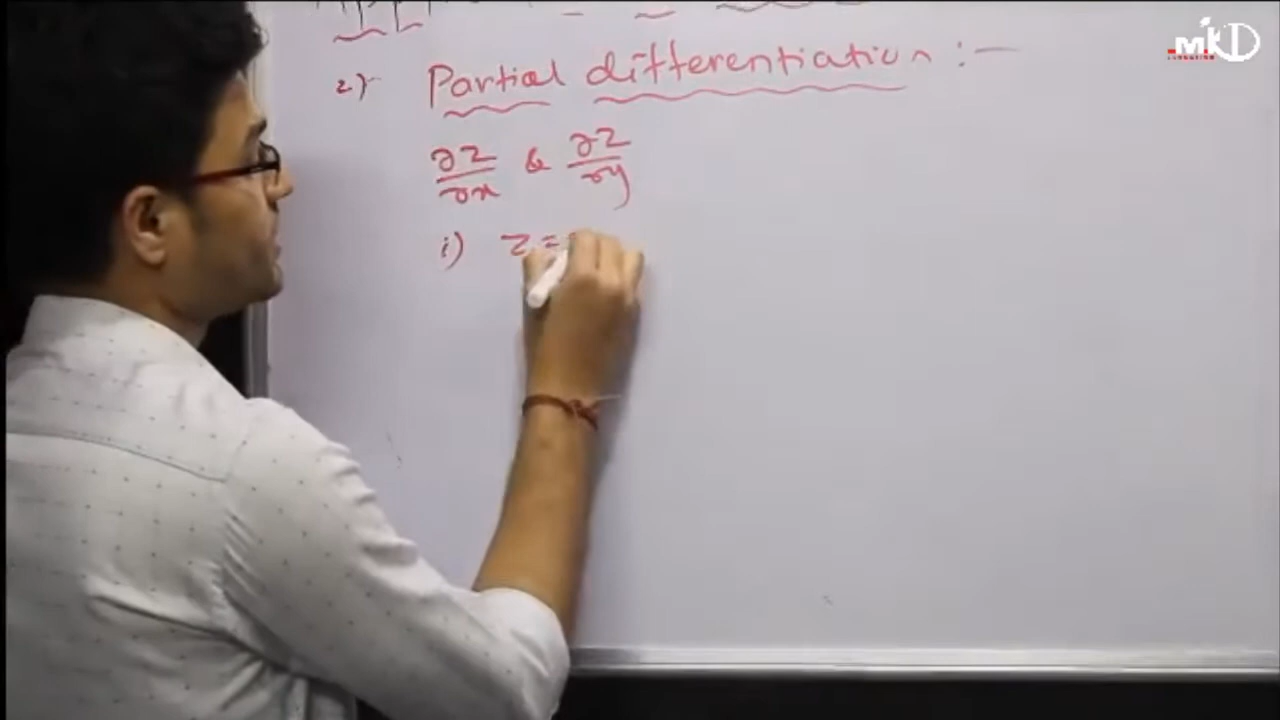 MKD
2) Partial differentiation :-
∂z/∂x & ∂z/∂y
i) z =